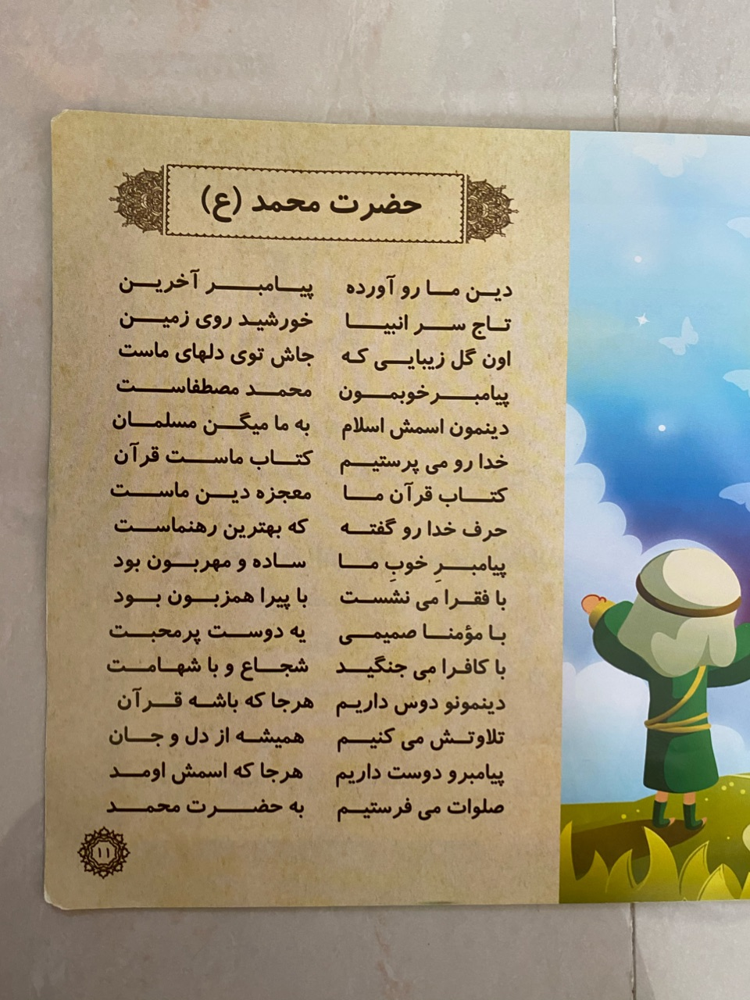 حضرت محمد (ع)
دین ما رو آورده پیامبر آخرین
تاج سر انبیا خورشید روی زمین
اون گل زیبایی که جاش توی دلهای ماست
پیامبرخوبمون محمد مصطفاست
دینمون اسمش اسلام به ما میگن مسلمان
خدا رو می پرستیم کتاب ماست قرآن
کتاب قرآن ما معجزه دین ماست
حرف خدا رو گفته که بهترین رهنماست
پیامبرِ خوبِ ما ساده و مهربون بود
با فقرا می نشست با پیرا همزبون بود
با مؤمنا صمیمی یه دوست پرمحبت
با کافرا می جنگید شجاع و با شهامت
دینمونو دوس داریم هرجا که باشه قرآن
تلاوتش می کنیم همیشه از دل و جان
پیامبرو دوست داریم هرجا که اسمش اومد
صلوات می فرستیم به حضرت محمد
۱۱